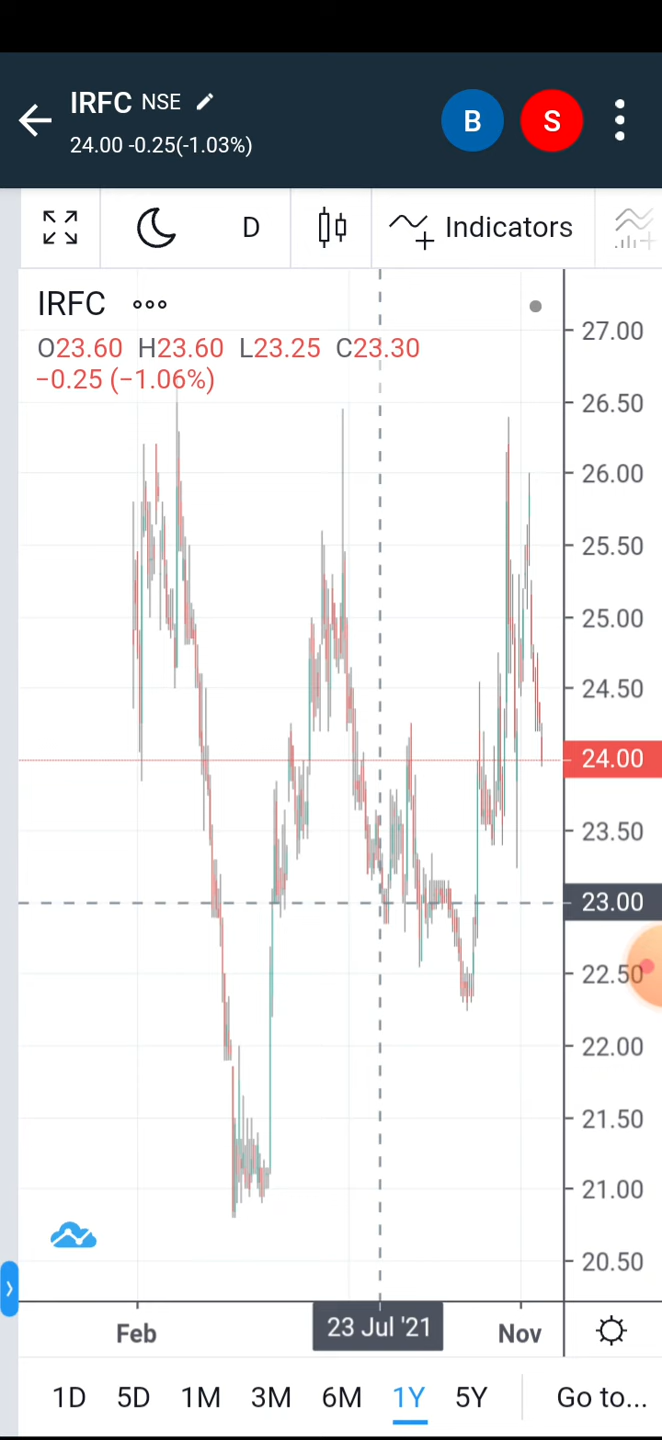 IRFC NSE
24.00 -0.25(-1.03%)
B
S
D
Indicators
IRFC
O23.60 H23.60 L23.25 C23.30
−0.25 (−1.06%)
27.00
26.50
26.00
25.50
25.00
24.50
24.00
23.50
23.00
22.50
22.00
21.50
21.00
20.50
Feb
23 Jul '21
Nov
1D 5D 1M 3M 6M 1Y 5Y Go to...